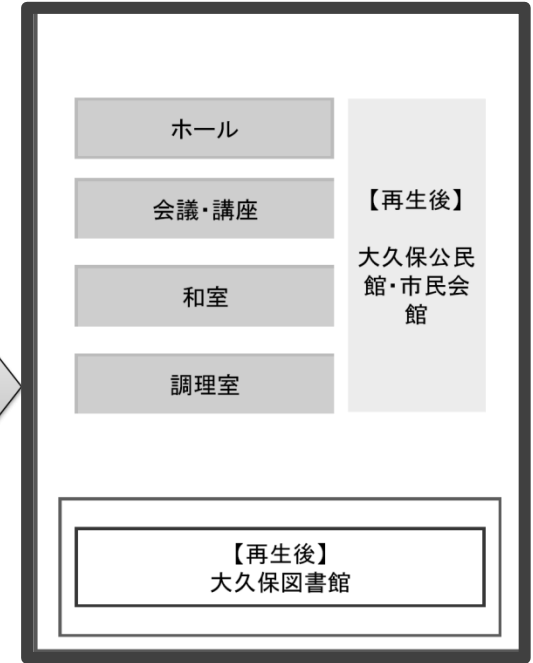 ホール
会議・講座
和室
調理室
【再生後】
大久保公民
館・市民会
館
【再生後】
大久保図書館